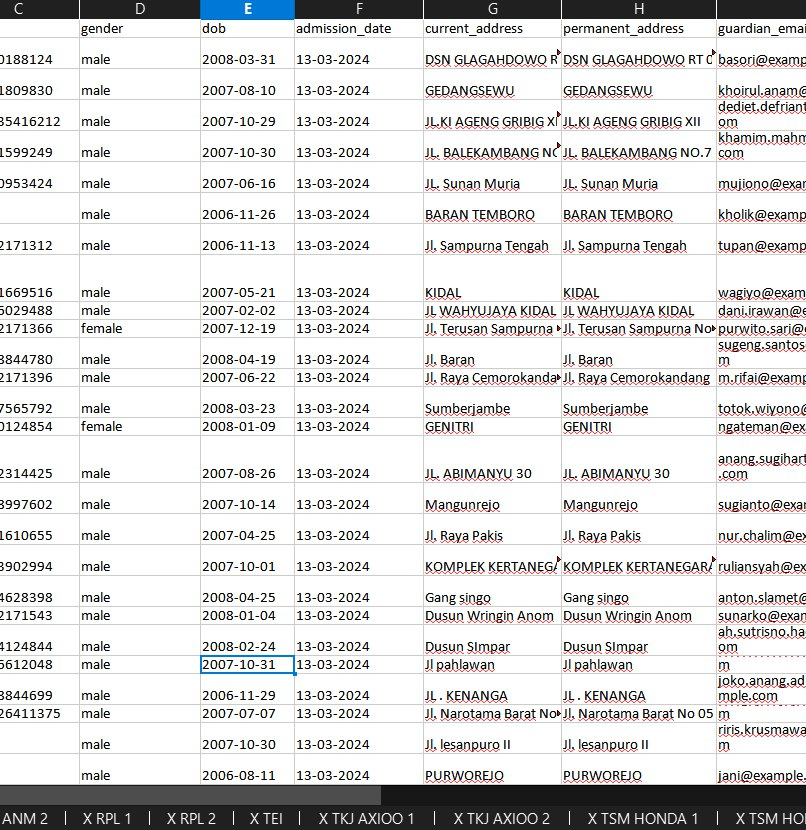 C D E F G H
gender dob admission_date current_address permanent_address guardian_emai
0188124 male 2008-03-31 13-03-2024 DSN GLAGAHDOWO R DSN GLAGAHDOWO RT 0 basori@examp
1809830 male 2007-08-10 13-03-2024 GEDANGSEWU GEDANGSEWU khoirul.anam@
dediet.defriant
35416212 male 2007-10-29 13-03-2024 JL.KI AGENG GRIBIG XI JL.KI AGENG GRIBIG XII om
khamim.mahm
1599249 male 2007-10-30 13-03-2024 JL. BALEKAMBANG NO JL. BALEKAMBANG NO.7 com
0953424 male 2007-06-16 13-03-2024 JL. Sunan Muria JL. Sunan Muria mujiono@exar
male 2006-11-26 13-03-2024 BARAN TEMBORO BARAN TEMBORO kholik@examp
2171312 male 2006-11-13 13-03-2024 Jl. Sampurna Tengah Jl. Sampurna Tengah tupan@examp
1669516 male 2007-05-21 13-03-2024 KIDAL KIDAL wagiyo@exam
5029488 male 2007-02-02 13-03-2024 JL WAHYUJAYA KIDAL JL WAHYUJAYA KIDAL dani.irawan@e
2171366 female 2007-12-19 13-03-2024 Jl. Terusan Sampurna Jl. Terusan Sampurna No purwito.sari@e
sugeng.santos
3844780 male 2008-04-19 13-03-2024 Jl. Baran Jl. Baran m
2171396 male 2007-06-22 13-03-2024 Jl. Raya Cemorokanda Jl. Raya Cemorokandang m.rifai@examp
7565792 male 2008-03-23 13-03-2024 Sumberjambe Sumberjambe totok.wiyono@
0124854 female 2008-01-09 13-03-2024 GENITRI GENITRI ngateman@exa
anang.sugihart
2314425 male 2007-08-26 13-03-2024 JL. ABIMANYU 30 JL. ABIMANYU 30 .com
3997602 male 2007-10-14 13-03-2024 Mangunrejo Mangunrejo sugianto@exam
1610655 male 2007-04-25 13-03-2024 Jl. Raya Pakis Jl. Raya Pakis nur.chalim@ex
3902994 male 2007-10-01 13-03-2024 KOMPLEK KERTANEGA KOMPLEK KERTANEGARA ruliansyah@ex
4628398 male 2008-04-25 13-03-2024 Gang singo Gang singo anton.slamet@
2171543 male 2008-01-04 13-03-2024 Dusun Wringin Anom Dusun Wringin Anom sunarko@exan
ah.sutrisno.ha
4124844 male 2008-02-24 13-03-2024 Dusun SImpar Dusun SImpar om
5612048 male 2007-10-31 13-03-2024 Jl pahlawan Jl pahlawan m
joko.anang.ad
3844699 male 2006-11-29 13-03-2024 JL . KENANGA JL . KENANGA mple.com
26411375 male 2007-07-07 13-03-2024 Jl. Narotama Barat No Jl. Narotama Barat No 05 m
riris.krusmawa
male 2007-10-30 13-03-2024 Jl. lesanpuro II Jl. lesanpuro II m
male 2006-08-11 13-03-2024 PURWOREJO PURWOREJO jani@example.
ANM 2 X RPL 1 X RPL 2 X TEI X TKJ AXIOO 1 X TKJ AXIOO 2 X TSM HONDA 1 X TSM HO